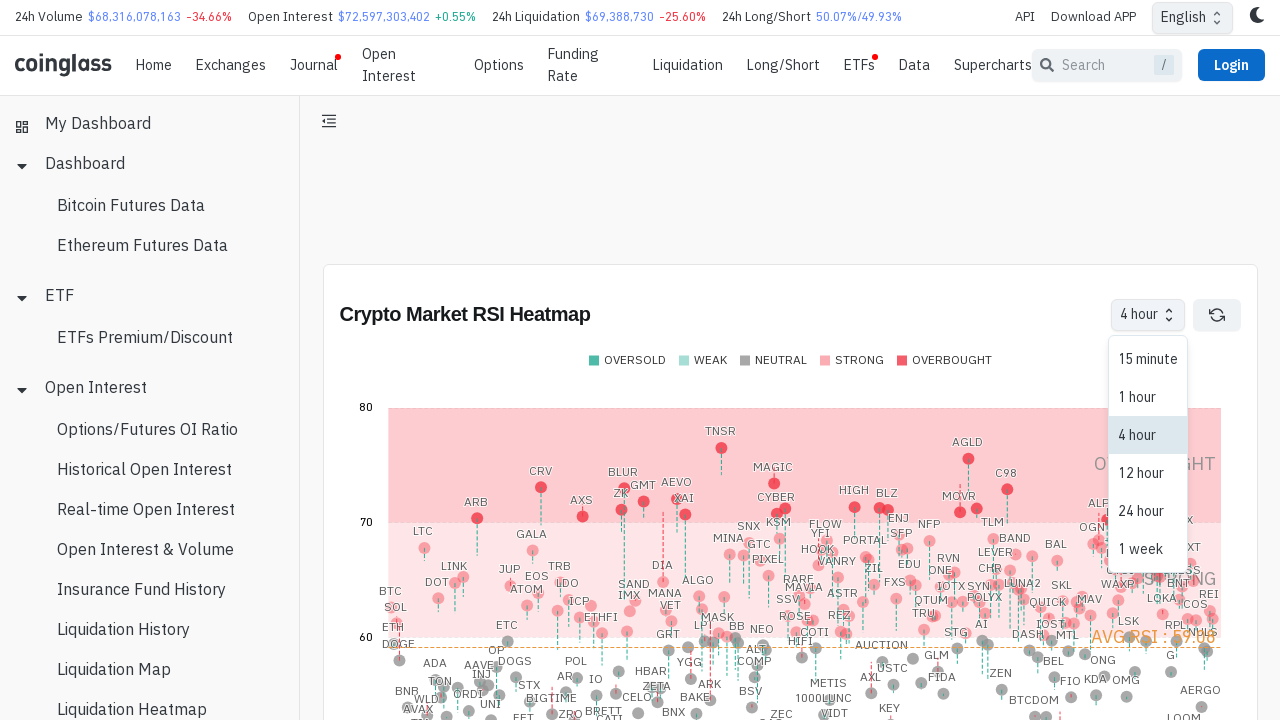 24h Volume $68,316,078,163 -34.66% Open Interest $72,597,303,402 +0.55% 24h Liquidation $69,388,730 -25.60% 24h Long/Short 50.07%/49.93% API Download APP English
coinglass Home Exchanges Journal Open Interest Options Funding Rate Liquidation Long/Short ETFs Data Supercharts Search / Login
My Dashboard
Dashboard
Bitcoin Futures Data
Ethereum Futures Data
ETF
ETFs Premium/Discount
Open Interest
Options/Futures OI Ratio
Historical Open Interest
Real-time Open Interest
Open Interest & Volume
Insurance Fund History
Liquidation History
Liquidation Map
Liquidation Heatmap
Crypto Market RSI Heatmap
4 hour
15 minute
1 hour
4 hour
12 hour
24 hour
1 week
OVERSOLD WEAK NEUTRAL STRONG OVERBOUGHT
80
TNSR
AGLD
MAGIC
CRV BLUR C98
GMT AEVO
ARB AXS ZK XAI CYBER HIGH BLZ MOVR
70
KSM FLOW ENJ NFP TLM
LTC GALA SNX YFI SFP BAND
MINA GTC HOOK PORTAL BAL
PIXEL VANRY RVN LEVER
LINK JUP TRB DIA EDU ONE CHR
DOT EOS LDO ALGO RARE ZIL FXS IOTX SYN LUNA2 SKL WAXP BNT
BTC ATOM SAND MANA MAVIA ASTR POLYX
SOL ICP IMX VET SSV QTUM QUICK MAV LOKA COS REI
ETH ETC ETHFI LPT MASK BB NEO ROSE REZ TRU AI IOST LSK RPL
60
DOGE GRT COTI STG DASH MTL NULS
AVG RSI : 59.08
HIFI AUCTION
OP ALT
ADA AAVE DOGS POL YGG COMP GLM BEL ONG G
INJ HBAR USTC
TON STX IO ZETA ARK METIS AXL FIDA ZEN FIO KDA OMG
BNR WLD ORDI BIGTIME CELO BAKE BSV 1000LUNC BTCDOM AERGO
AVAX UNI BNX ZEC VIDT KEY
ZRO BRETT LOOM